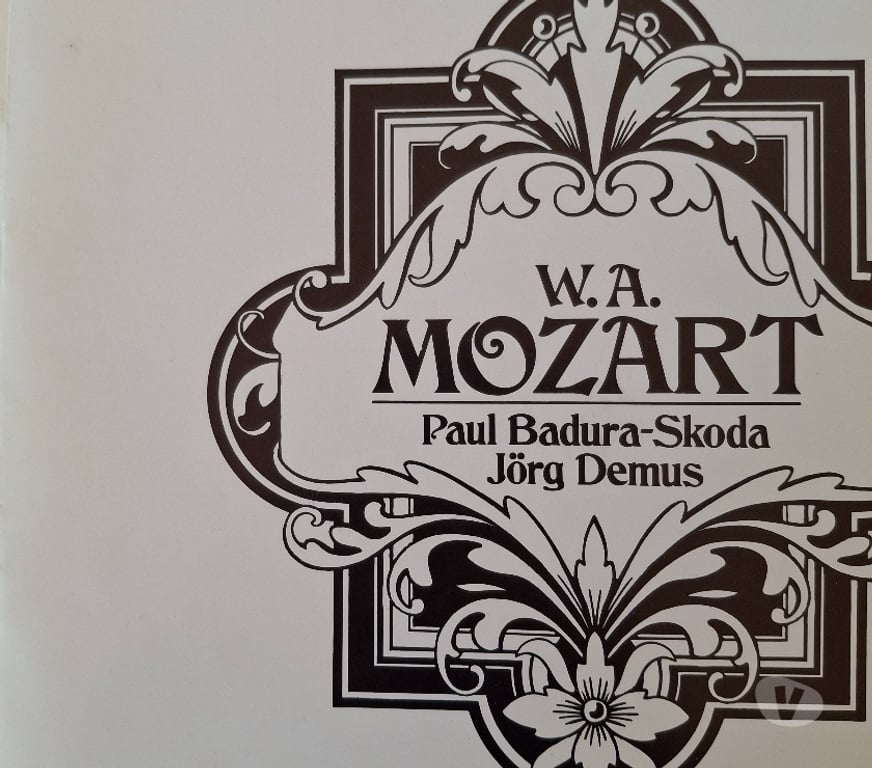 W. A.
MOZART
Paul Badura-Skoda
Jörg Demus
V